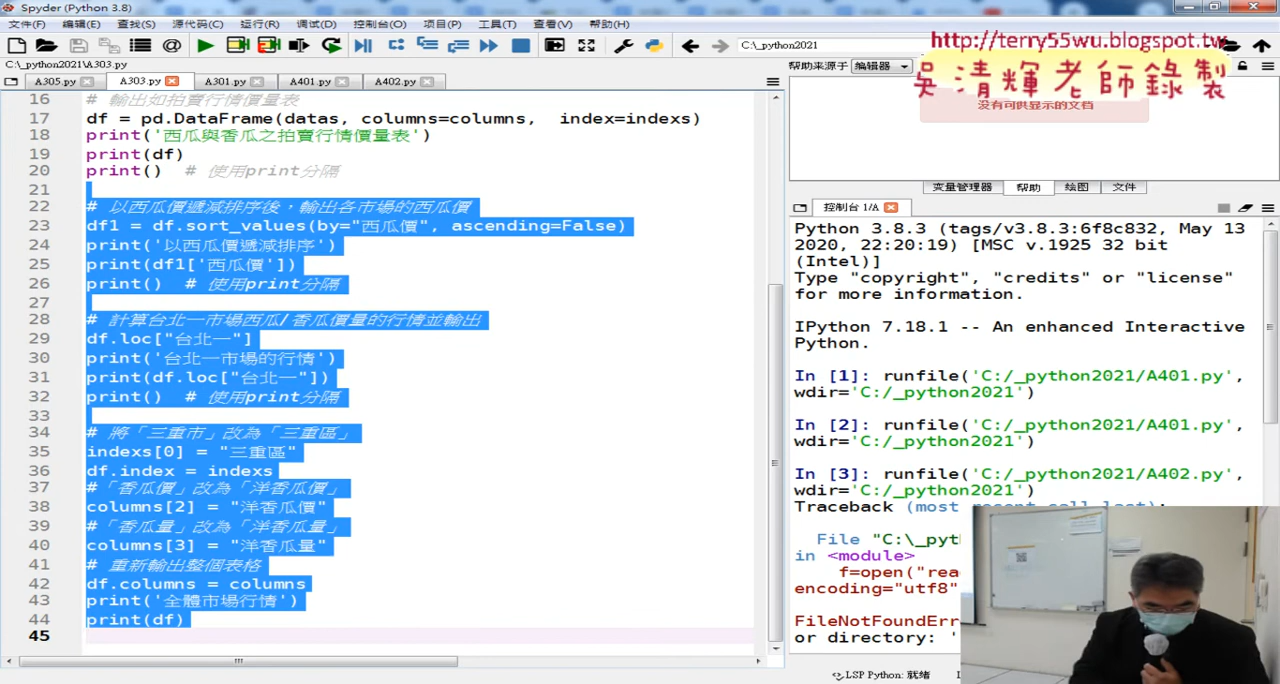 Spyder (Python 3.8)
文件(F) 编辑(E) 查找(S) 源代码(C) 运行(R) 调试(D) 控制台(O) 项目(P) 工具(T) 查看(V) 帮助(H)
C:\_python2021
http://terry55wu.blogspot.tw
吳清輝老師錄製
C:\_python2021\A303.py
帮助来源于 编辑器
A305.py A303.py A301.py A401.py A402.py
没有可供显示的文档
16 # 輸出如拍賣行情價量表
17 df = pd.DataFrame(datas, columns=columns, index=indexs)
18 print('西瓜與香瓜之拍賣行情價量表')
19 print(df)
20 print() # 使用print分隔
21
22 # 以西瓜價遞減排序後，輸出各市場的西瓜價
23 df1 = df.sort_values(by="西瓜價", ascending=False)
24 print('以西瓜價遞減排序')
25 print(df1['西瓜價'])
26 print() # 使用print分隔
27
28 # 計算台北一市場西瓜/香瓜價量的行情並輸出
29 df.loc["台北一"]
30 print('台北一市場的行情')
31 print(df.loc["台北一"])
32 print() # 使用print分隔
33
34 # 將「三重市」改為「三重區」
35 indexs[0] = "三重區"
36 df.index = indexs
37 #「香瓜價」改為「洋香瓜價」
38 columns[2] = "洋香瓜價"
39 #「香瓜量」改為「洋香瓜量」
40 columns[3] = "洋香瓜量"
41 # 重新輸出整個表格
42 df.columns = columns
43 print('全體市場行情')
44 print(df)
45
变量管理器 帮助 绘图 文件
控制台 1/A
Python 3.8.3 (tags/v3.8.3:6f8c832, May 13
2020, 22:20:19) [MSC v.1925 32 bit
(Intel)]
Type "copyright", "credits" or "license"
for more information.
IPython 7.18.1 -- An enhanced Interactive
Python.
In [1]: runfile('C:/_python2021/A401.py',
wdir='C:/_python2021')
In [2]: runfile('C:/_python2021/A401.py',
wdir='C:/_python2021')
In [3]: runfile('C:/_python2021/A402.py',
wdir='C:/_python2021')
Traceback (most recent call last):
File "C:\_pyt
in <module>
f=open("rea
encoding="utf8"
FileNotFoundErr
or directory: '
LSP Python: 就绪